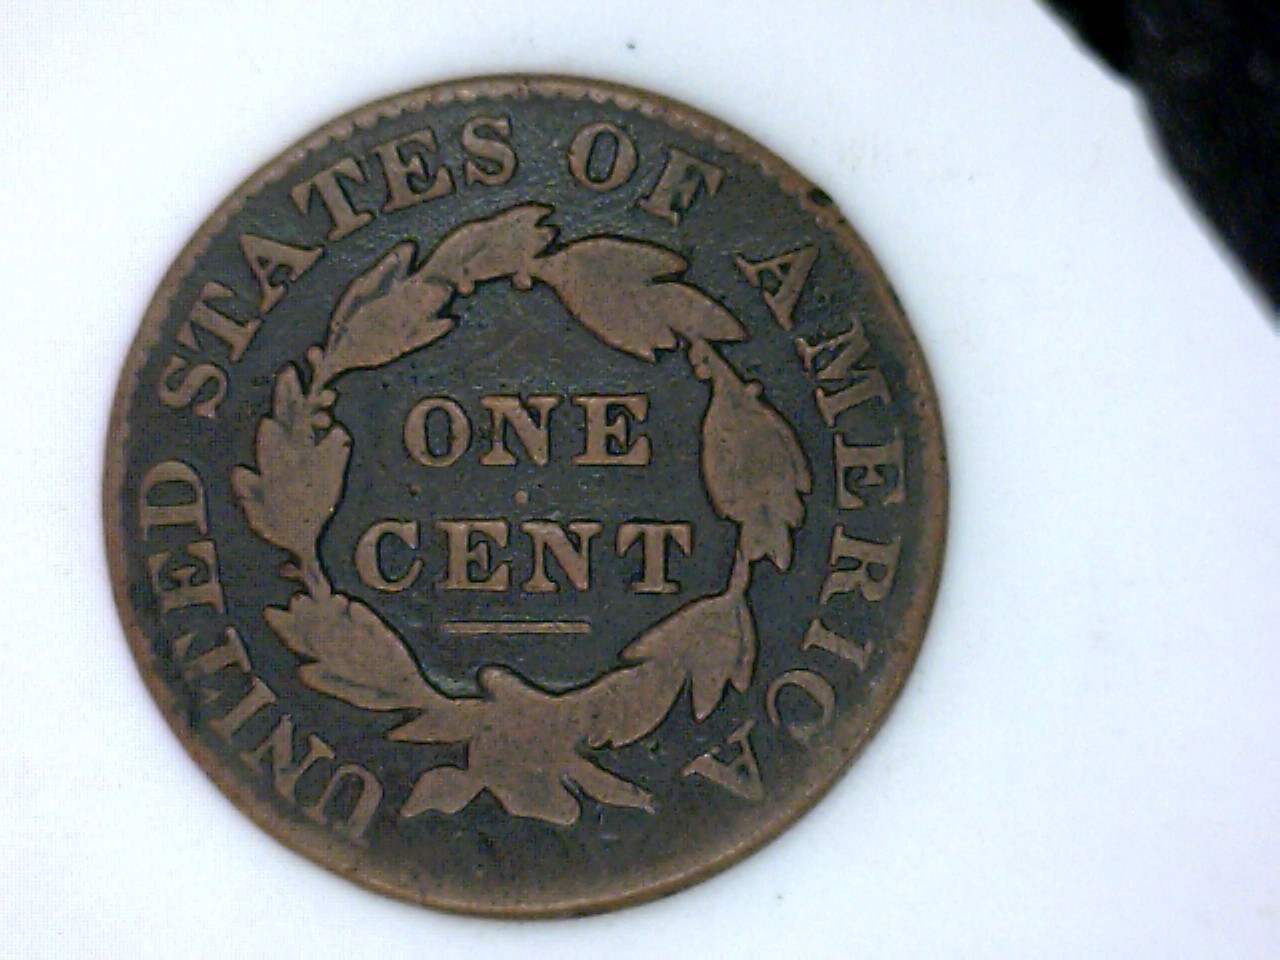 UNITED STATES OF AMERICA
ONE
CENT